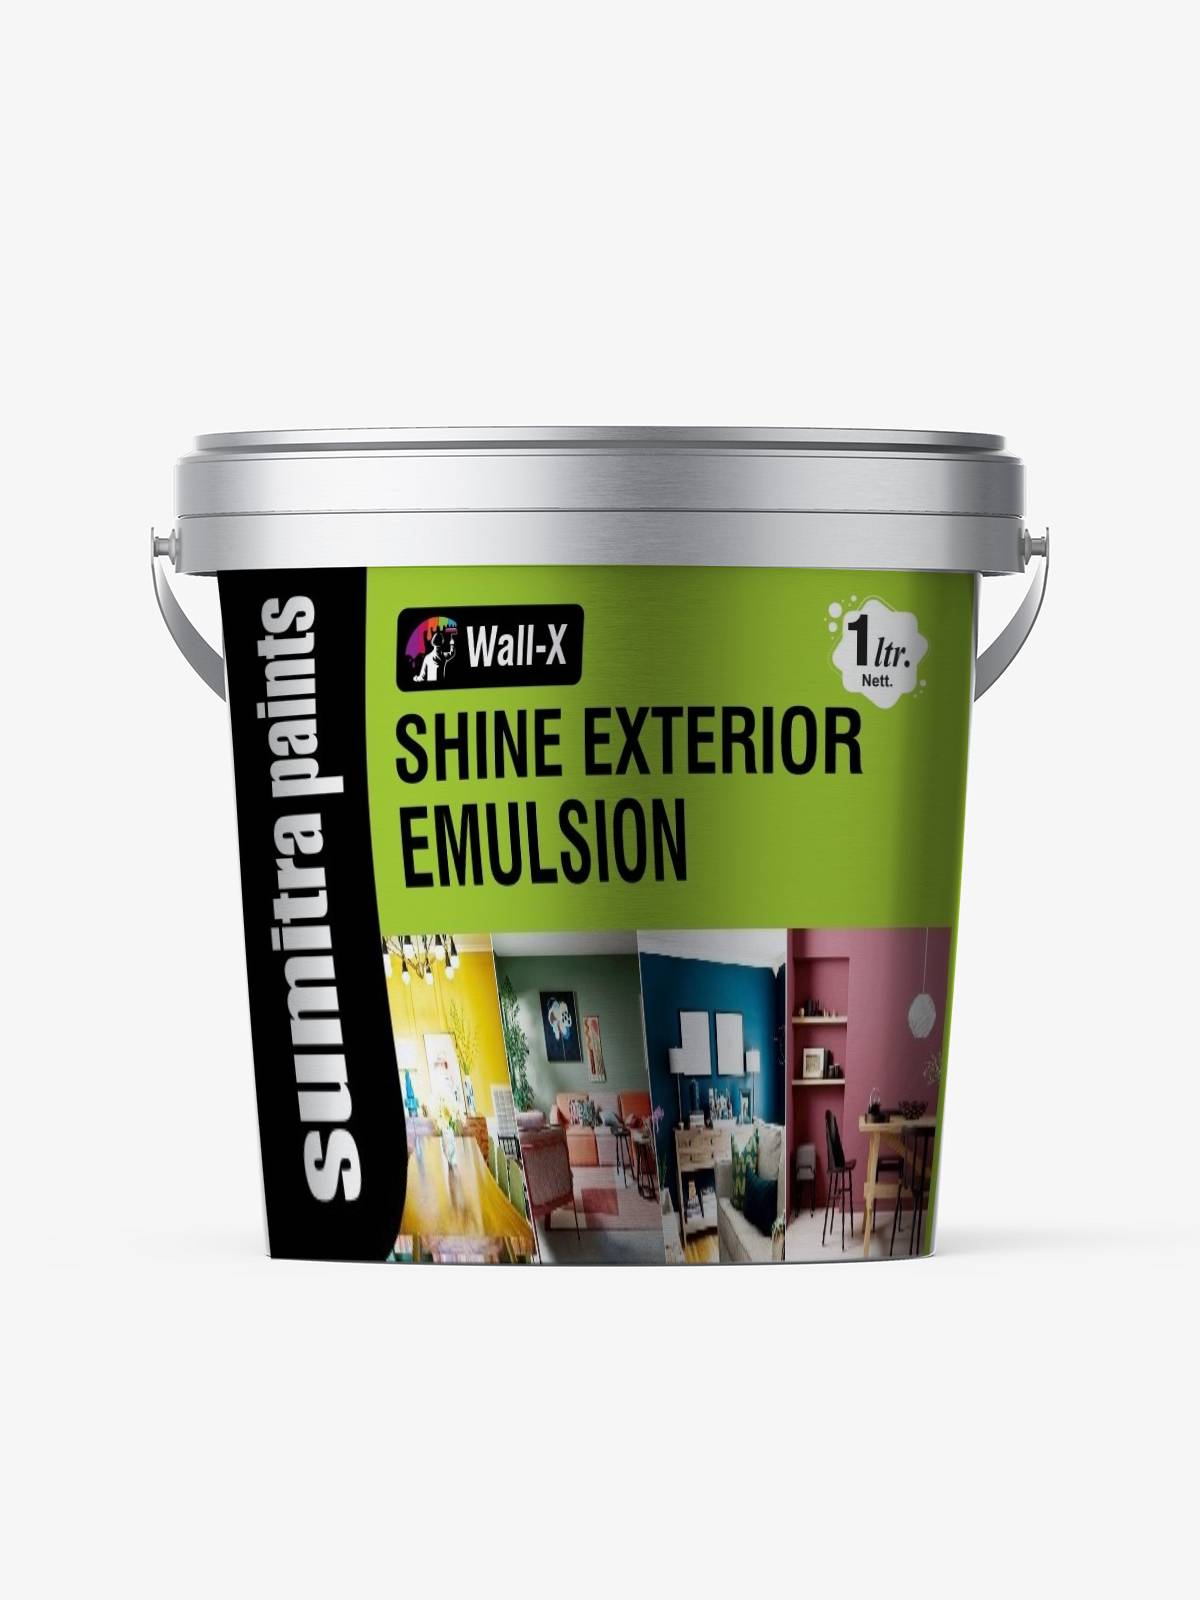 sumitra paints
Wall-X
1 ltr.
Nett.
SHINE EXTERIOR
EMULSION